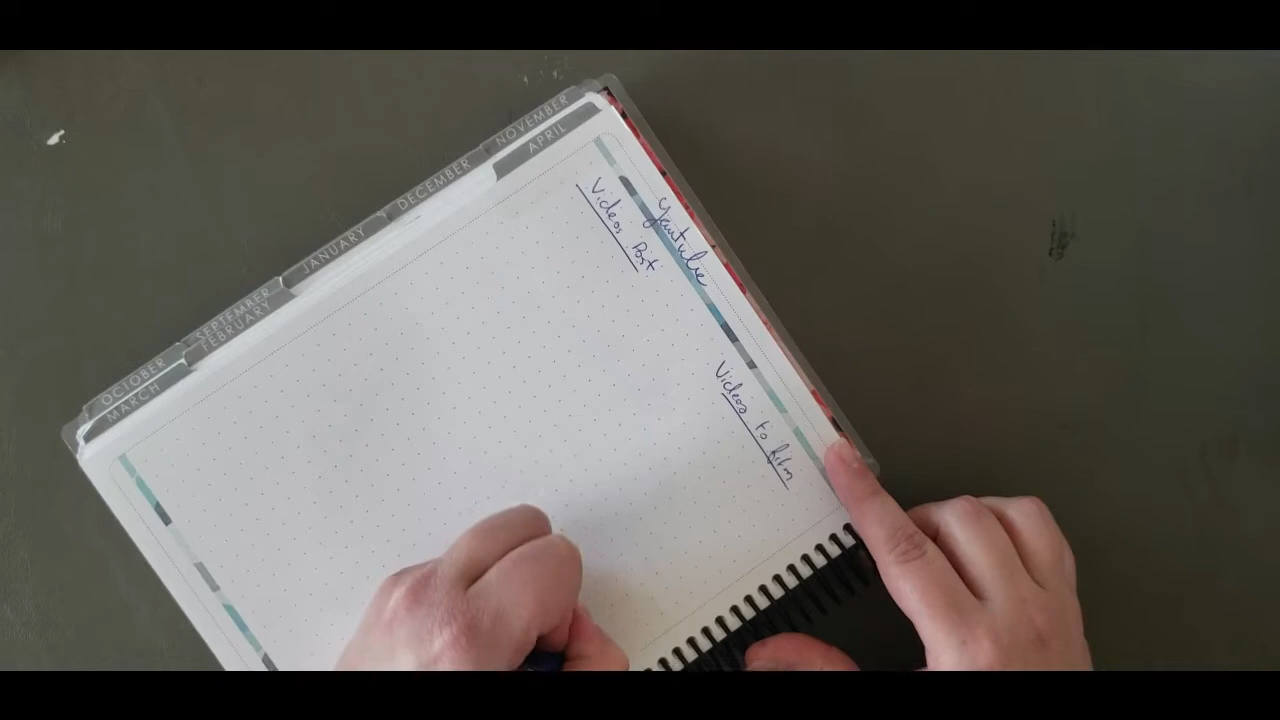 Youtube
Videos Post
Videos to film
NOVEMBER
APRIL
DECEMBER
JANUARY
SEPTEMBER
FEBRUARY
OCTOBER
MARCH